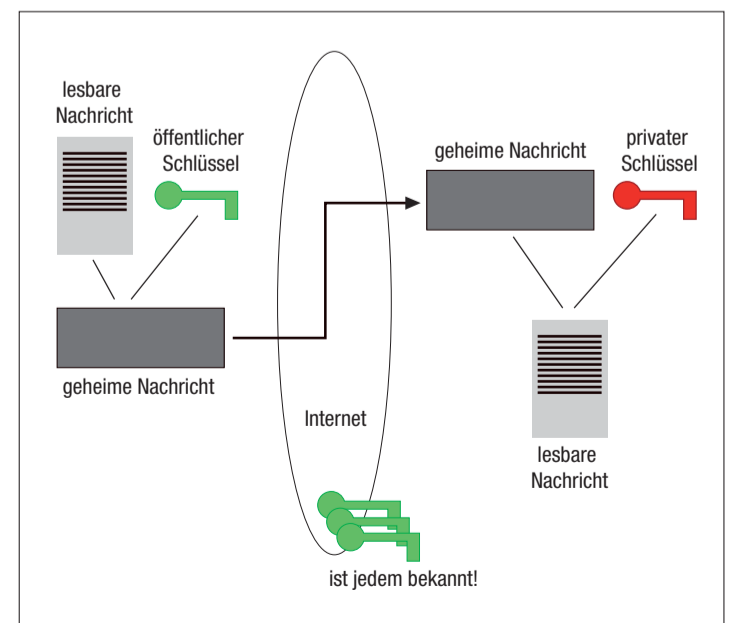 lesbare
Nachricht
öffentlicher
Schlüssel
geheime Nachricht
Internet
ist jedem bekannt!
geheime Nachricht
privater
Schlüssel
lesbare
Nachricht